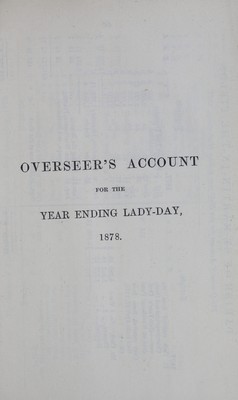 OVERSEER'S ACCOUNT
FOR THE
YEAR ENDING LADY-DAY,
1878.